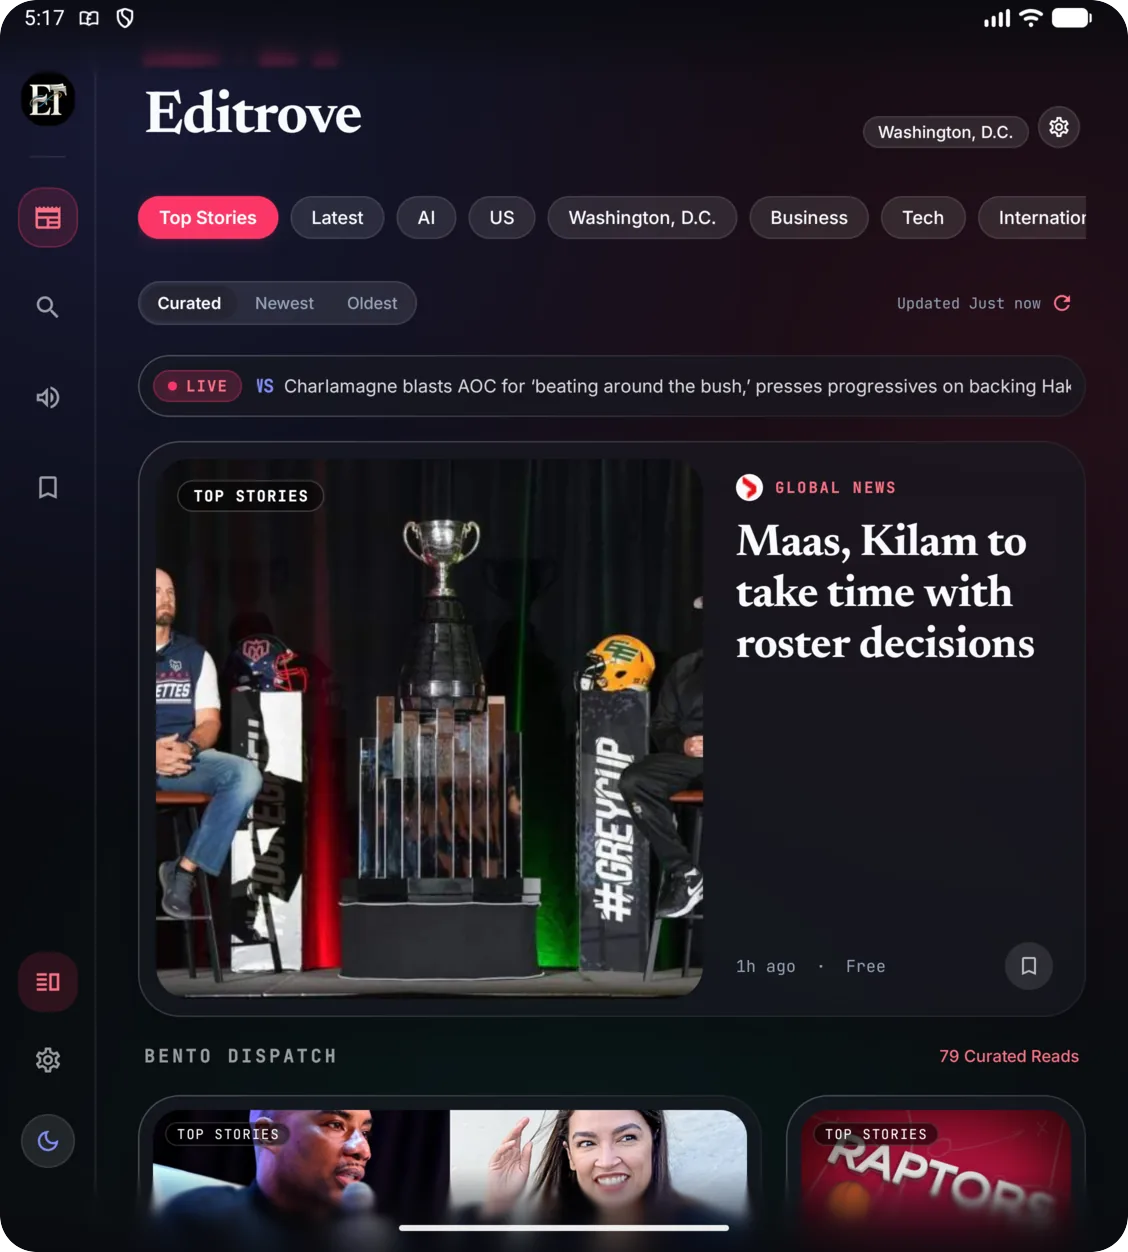 5:17
ET
Editrove
Washington, D.C.
Top Stories
Latest
AI
US
Washington, D.C.
Business
Tech
Internation
Curated
Newest
Oldest
Updated Just now
LIVE
VS Charlamagne blasts AOC for ‘beating around the bush,’ presses progressives on backing Hak
TOP STORIES
ETTES
#GREYCUP
GLOBAL NEWS
Maas, Kilam to
take time with
roster decisions
1h ago · Free
BENTO DISPATCH
79 Curated Reads
TOP STORIES
TOP STORIES
RAPTORS